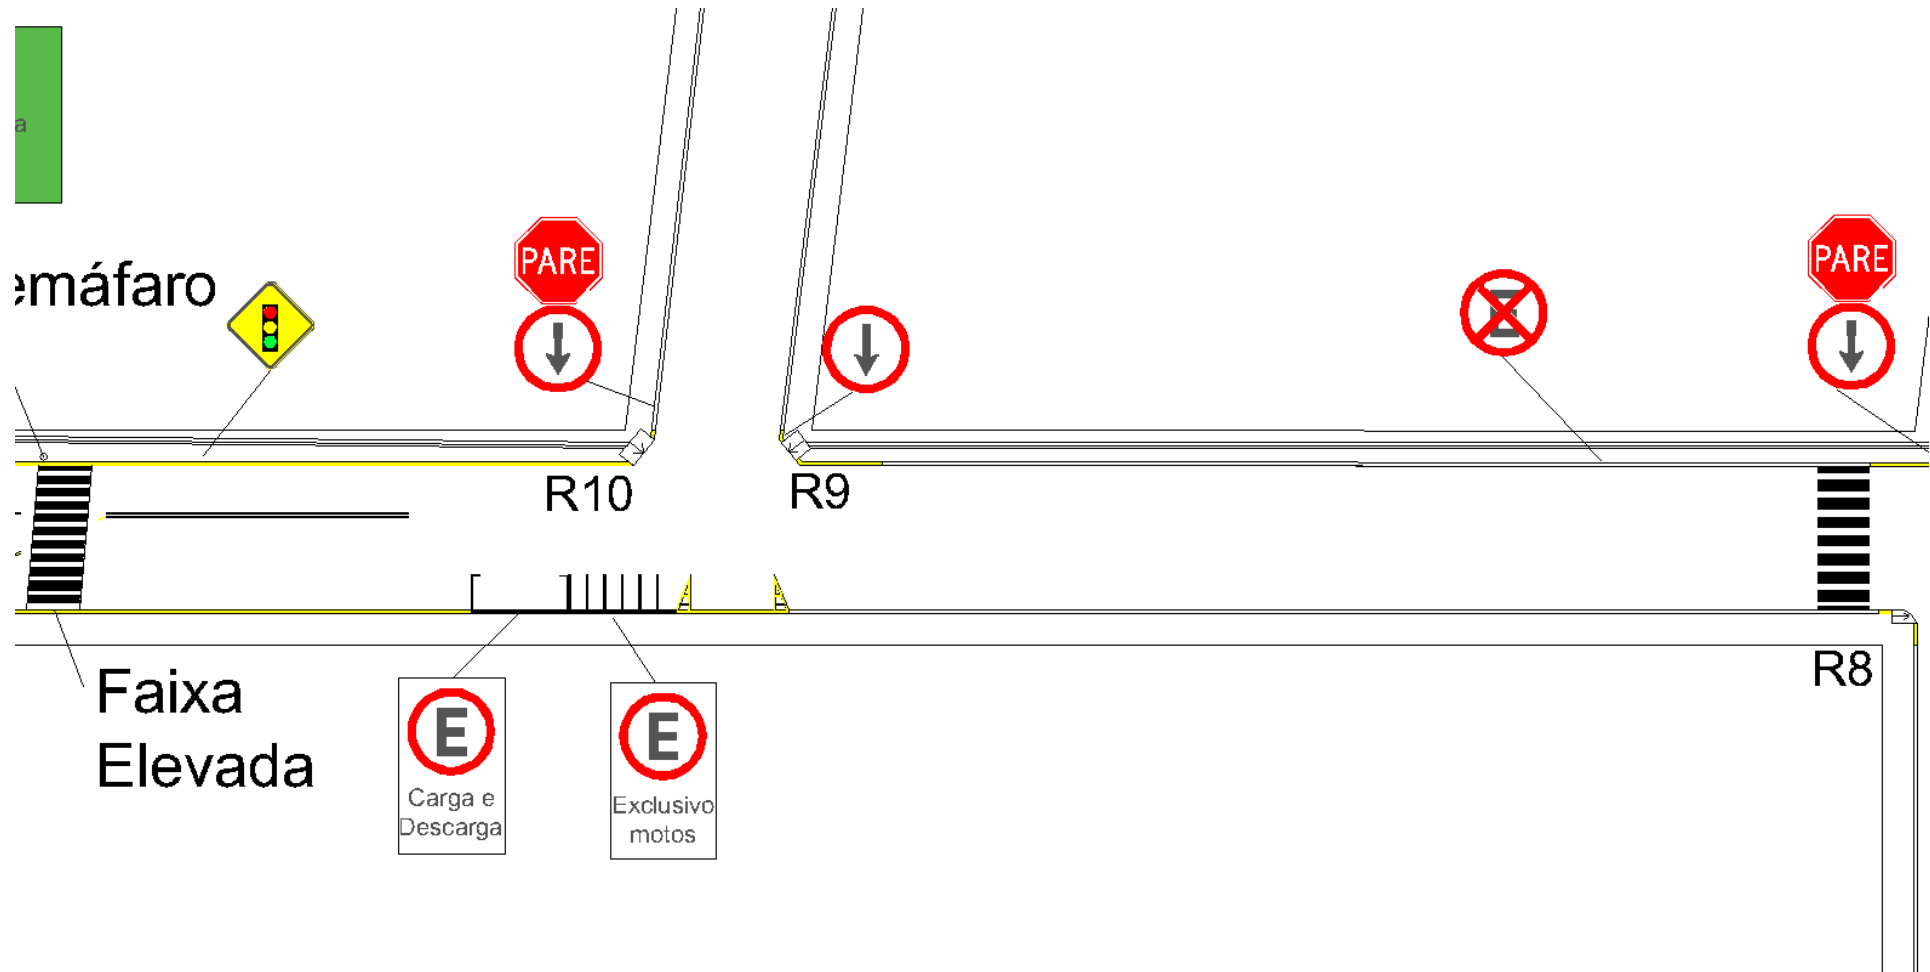 a
emáfaro
PARE
PARE
E
R10
R9
R8
Faixa
Elevada
E
Carga e
Descarga
E
Exclusivo
motos